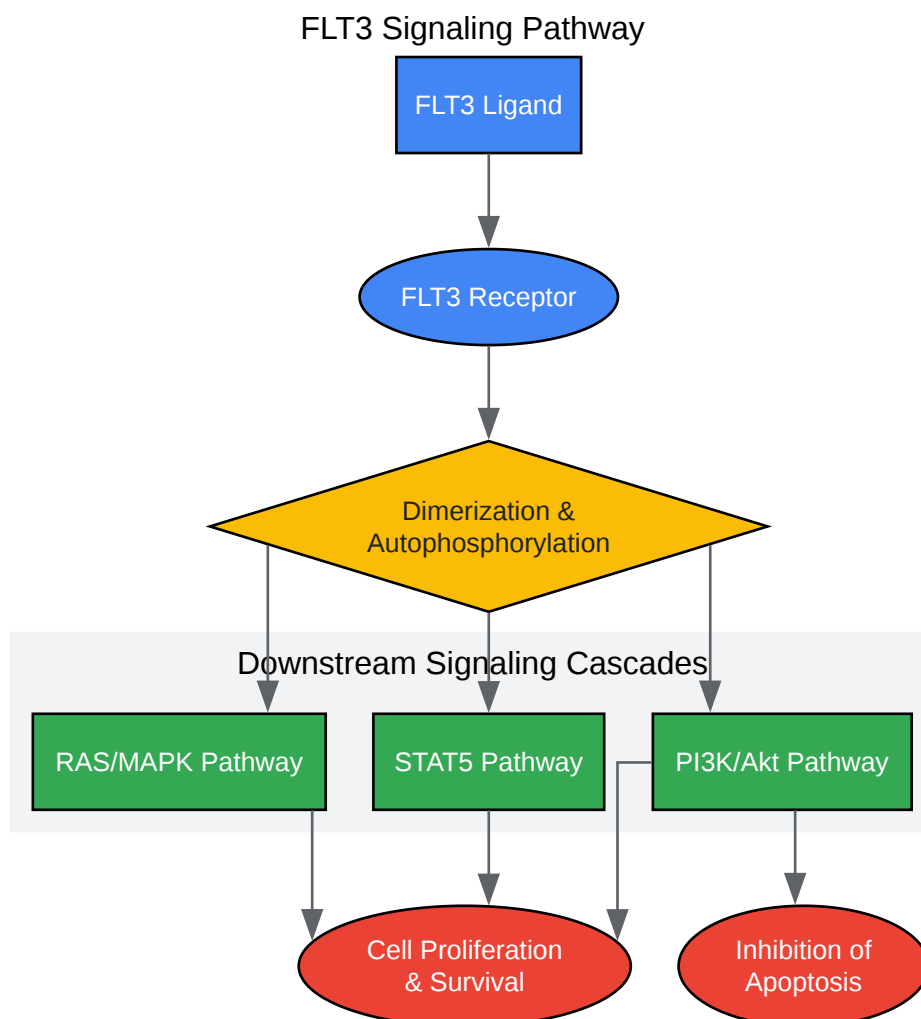 FLT3 Signaling Pathway
FLT3 Ligand
FLT3 Receptor
Dimerization &
Autophosphorylation
Downstream Signaling Cascades
RAS/MAPK Pathway
STAT5 Pathway
PI3K/Akt Pathway
Cell Proliferation
& Survival
Inhibition of
Apoptosis